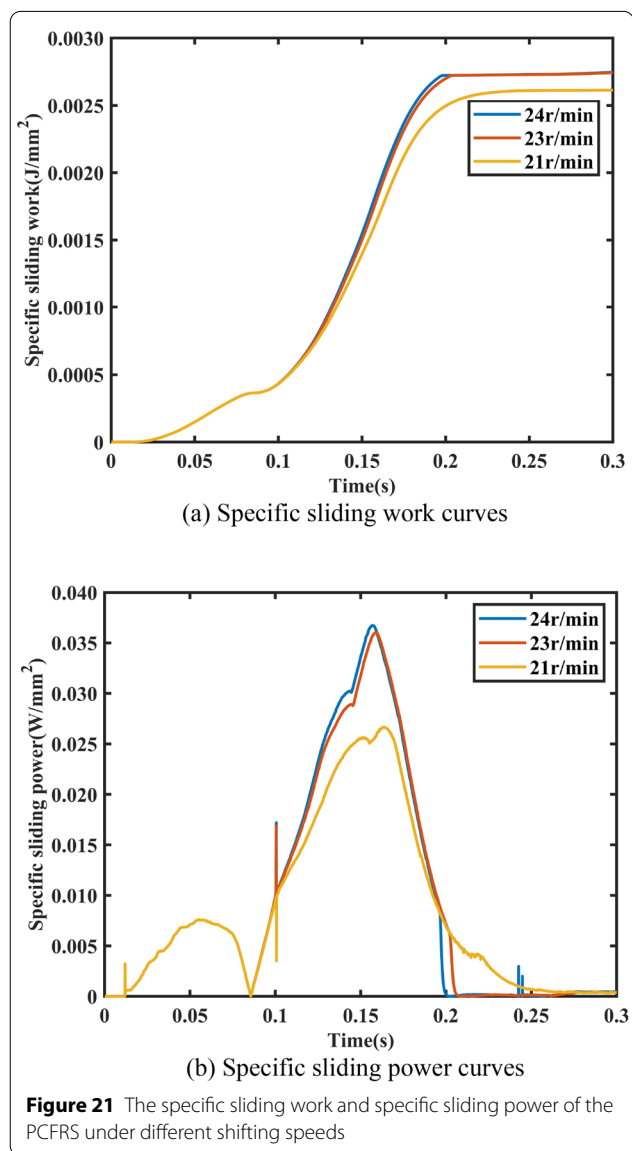 0.0030
0.0025
0.0020
0.0015
0.0010
0.0005
0
Specific sliding work(J/mm²)
24r/min
23r/min
21r/min
0 0.05 0.1 0.15 0.2 0.25 0.3
Time(s)
(a) Specific sliding work curves
0.040
0.035
0.030
0.025
0.020
0.015
0.010
0.005
0
Specific sliding power(W/mm²)
24r/min
23r/min
21r/min
0 0.05 0.1 0.15 0.2 0.25 0.3
Time(s)
(b) Specific sliding power curves
Figure 21 The specific sliding work and specific sliding power of the
PCFRS under different shifting speeds